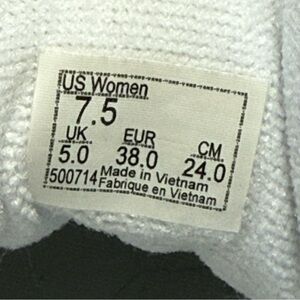 US Women
7.5
UK EUR CM
5.0 38.0 24.0
500714 Made in Vietnam
Fabrique en Vietnam